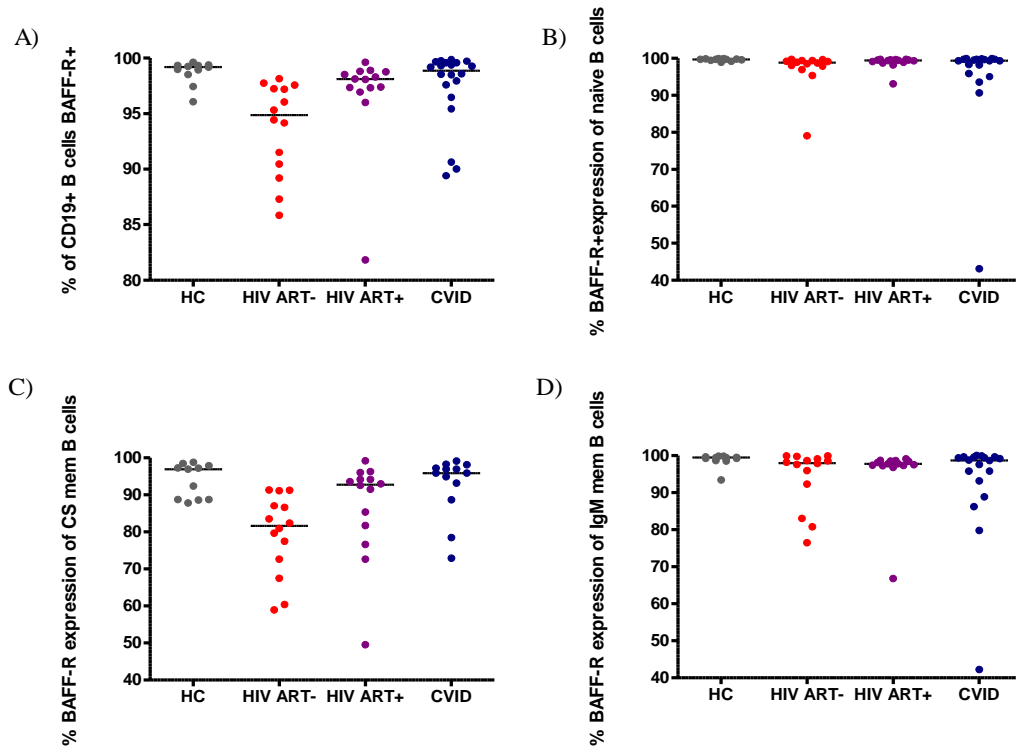 A)
% of CD19+ B cells BAFF-R+
100
95
90
85
80
HC HIV ART- HIV ART+ CVID
B)
% BAFF-R+expression of naive B cells
100
90
80
70
60
50
40
HC HIV ART- HIV ART+ CVID
C)
% BAFF-R expression of CS mem B cells
100
90
80
70
60
50
40
HC HIV ART- HIV ART+ CVID
D)
% BAFF-R expression of IgM mem B cells
100
90
80
70
60
50
40
HC HIV ART- HIV ART+ CVID